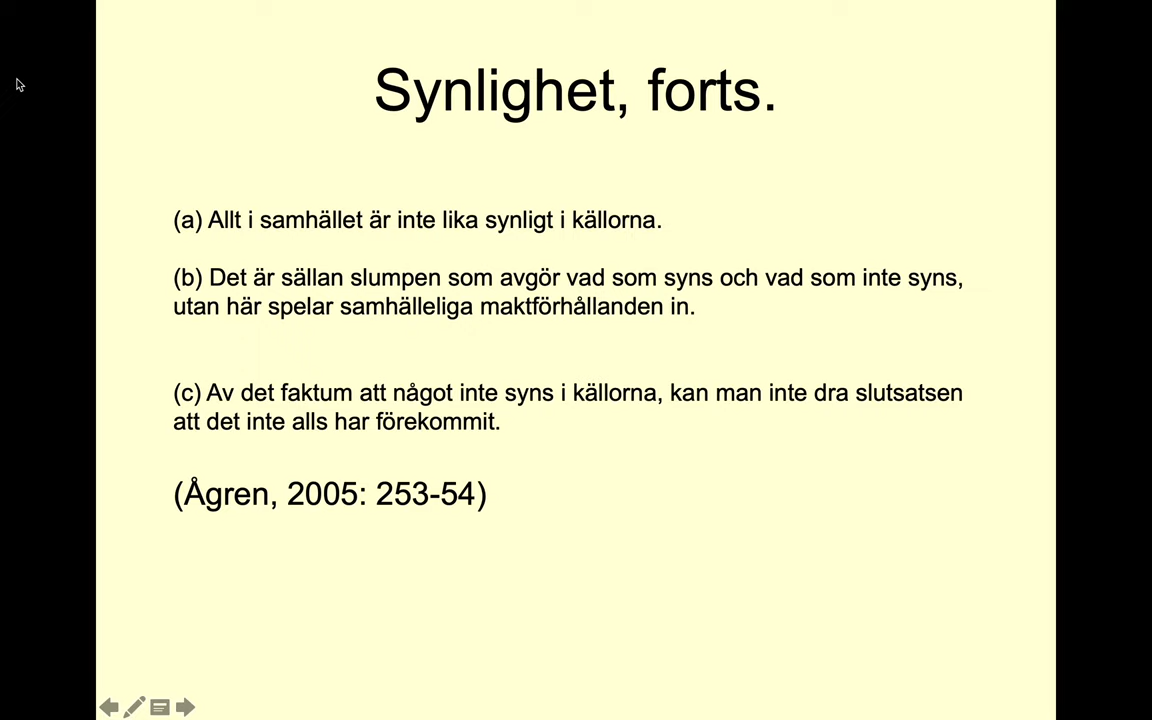 Synlighet, forts.
(a) Allt i samhället är inte lika synligt i källorna.
(b) Det är sällan slumpen som avgör vad som syns och vad som inte syns,
utan här spelar samhälleliga maktförhållanden in.
(c) Av det faktum att något inte syns i källorna, kan man inte dra slutsatsen
att det inte alls har förekommit.
(Ågren, 2005: 253-54)